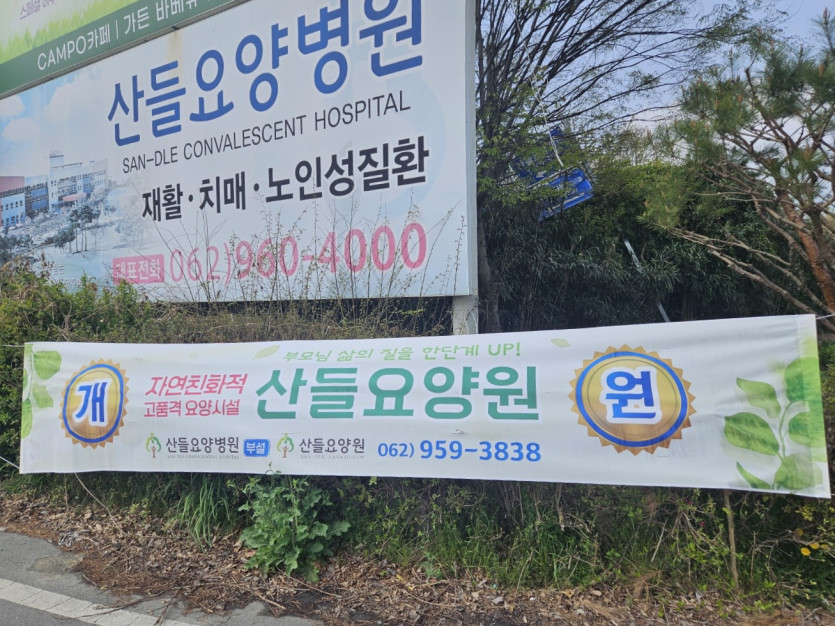 CAMPO카페 | 가든 바베큐
산들요양병원
SAN-DLE CONVALESCENT HOSPITAL
재활·치매·노인성질환
대표전화 062)960-4000
부모님 삶의 질을 한단계 UP!
개
자연친화적
고품격 요양시설
산들요양원
원
산들요양병원 부설 산들요양원
062) 959-3838